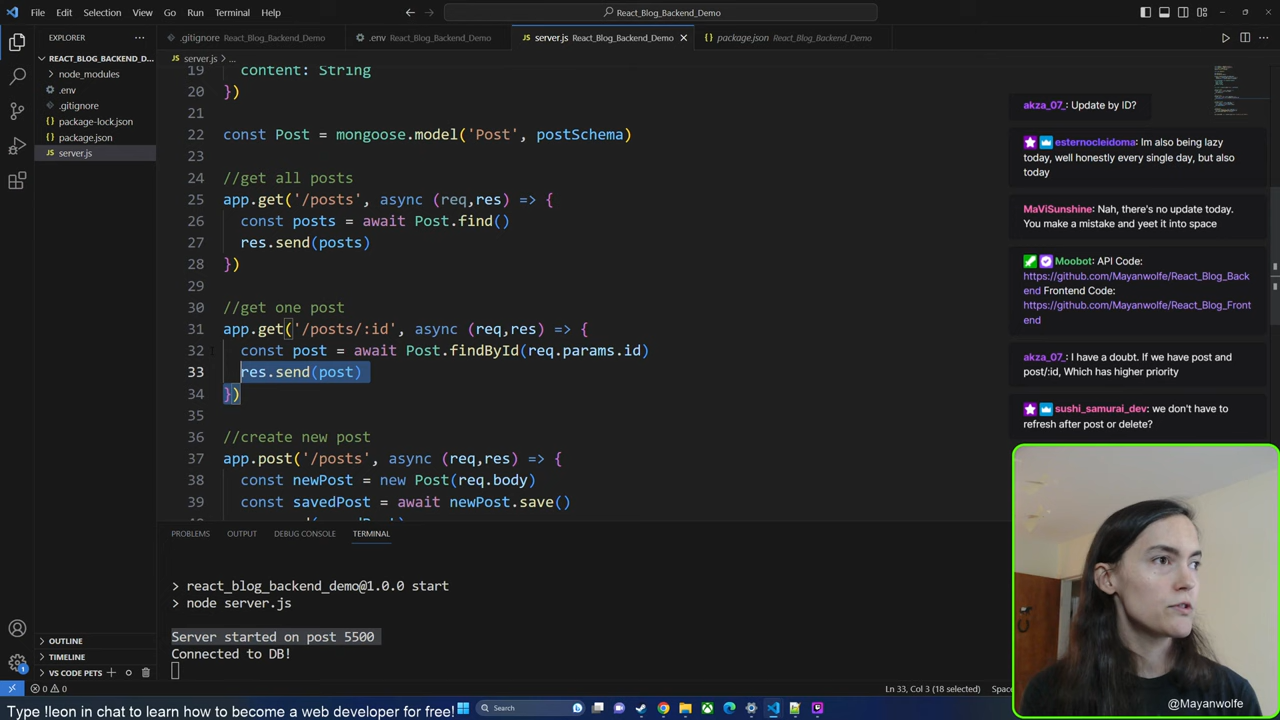 File Edit Selection View Go Run Terminal Help
React_Blog_Backend_Demo
EXPLORER
.gitignore React_Blog_Backend_Demo
.env React_Blog_Backend_Demo
JS server.js React_Blog_Backend_Demo
package.json React_Blog_Backend_Demo
JS server.js > ...
REACT_BLOG_BACKEND_D...
node_modules
.env
.gitignore
package-lock.json
package.json
JS server.js
19 content: String
20 })
21
22 const Post = mongoose.model('Post', postSchema)
23
24 //get all posts
25 app.get('/posts', async (req,res) => {
26 const posts = await Post.find()
27 res.send(posts)
28 })
29
30 //get one post
31 app.get('/posts/:id', async (req,res) => {
32 const post = await Post.findById(req.params.id)
33 res.send(post)
34 })
35
36 //create new post
37 app.post('/posts', async (req,res) => {
38 const newPost = new Post(req.body)
39 const savedPost = await newPost.save()
akza_07_: Update by ID?
esternocleidoma: Im also being lazy
today, well honestly every single day, but also
today
MaViSunshine: Nah, there's no update today.
You make a mistake and yeet it into space
Moobot: API Code:
https://github.com/Mayanwolfe/React_Blog_Back
end Frontend Code:
https://github.com/Mayanwolfe/React_Blog_Front
end
akza_07_: I have a doubt. If we have post and
post/:id, Which has higher priority
sushi_samurai_dev: we don't have to
refresh after post or delete?
PROBLEMS OUTPUT DEBUG CONSOLE TERMINAL
> react_blog_backend_demo@1.0.0 start
> node server.js
Server started on post 5500
Connected to DB!
OUTLINE
TIMELINE
VS CODE PETS
1
0 0
Ln 33, Col 3 (18 selected)
Type !leon in chat to learn how to become a web developer for free!
Search
@Mayanwolfe